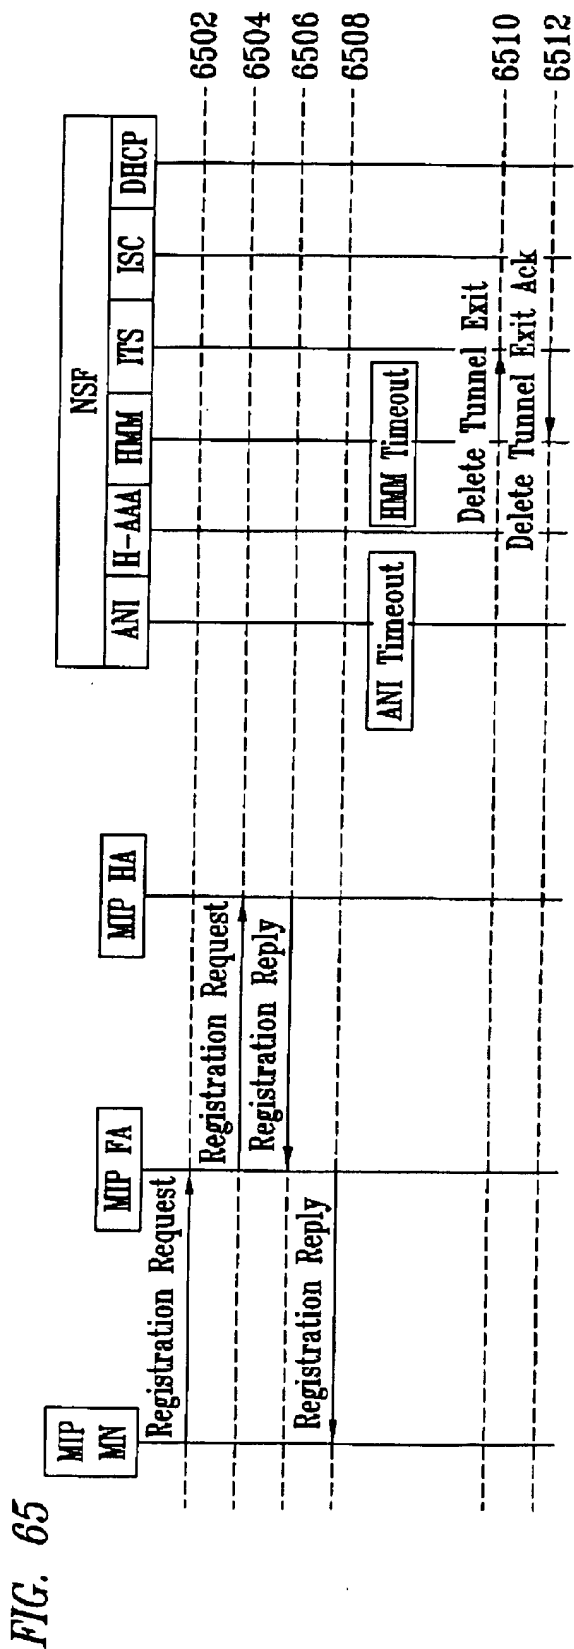 FIG. 65
MIP
MN
MIP FA
MIP HA
NSF
ANI
H-AAA
HMM
ITS
ISC
DHCP
Registration Request
6502
Registration Request
6504
Registration Reply
6506
Registration Reply
6508
ANI Timeout
HMM Timeout
Delete Tunnel Exit
6510
Delete Tunnel Exit Ack
6512